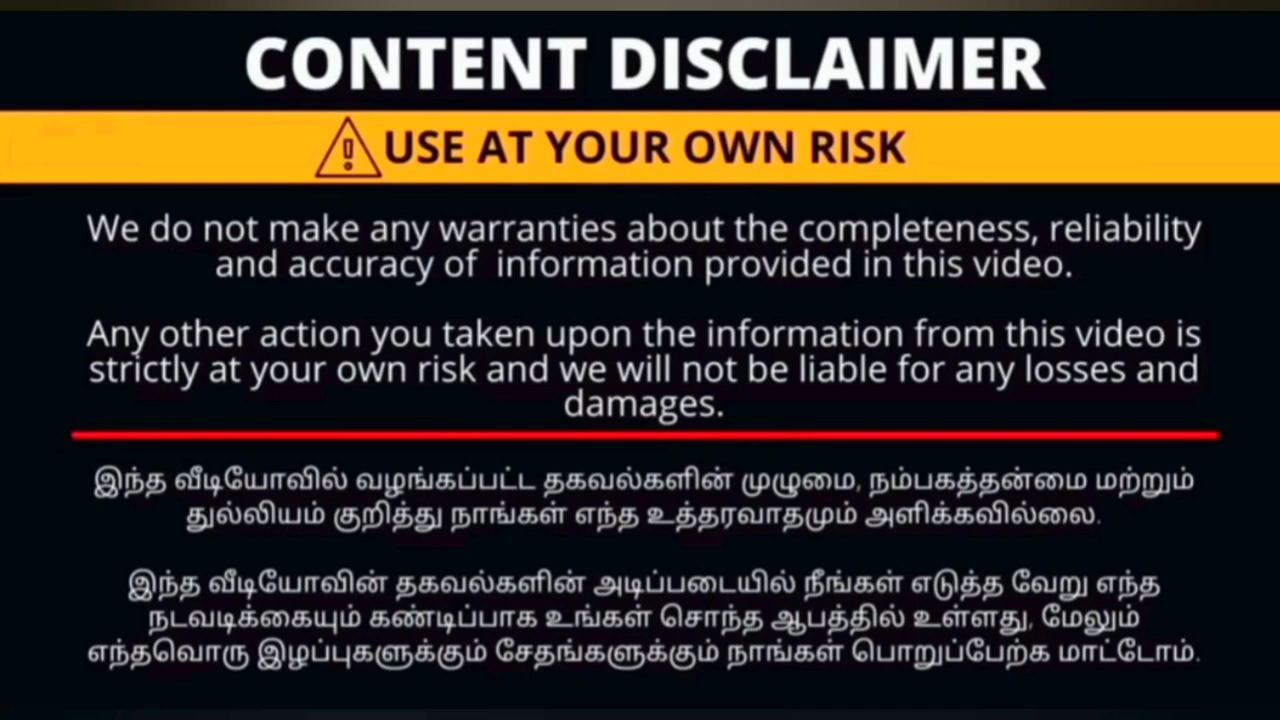 CONTENT DISCLAIMER
USE AT YOUR OWN RISK
We do not make any warranties about the completeness, reliability
and accuracy of information provided in this video.
Any other action you taken upon the information from this video is
strictly at your own risk and we will not be liable for any losses and
damages.
இந்த வீடியோவில் வழங்கப்பட்ட தகவல்களின் முழுமை, நம்பகத்தன்மை மற்றும்
துல்லியம் குறித்து நாங்கள் எந்த உத்தரவாதமும் அளிக்கவில்லை.
இந்த வீடியோவின் தகவல்களின் அடிப்படையில் நீங்கள் எடுத்த வேறு எந்த
நடவடிக்கையும் கண்டிப்பாக உங்கள் சொந்த ஆபத்தில் உள்ளது, மேலும்
எந்தவொரு இழப்புகளுக்கும் சேதங்களுக்கும் நாங்கள் பொறுப்பேற்க மாட்டோம்.